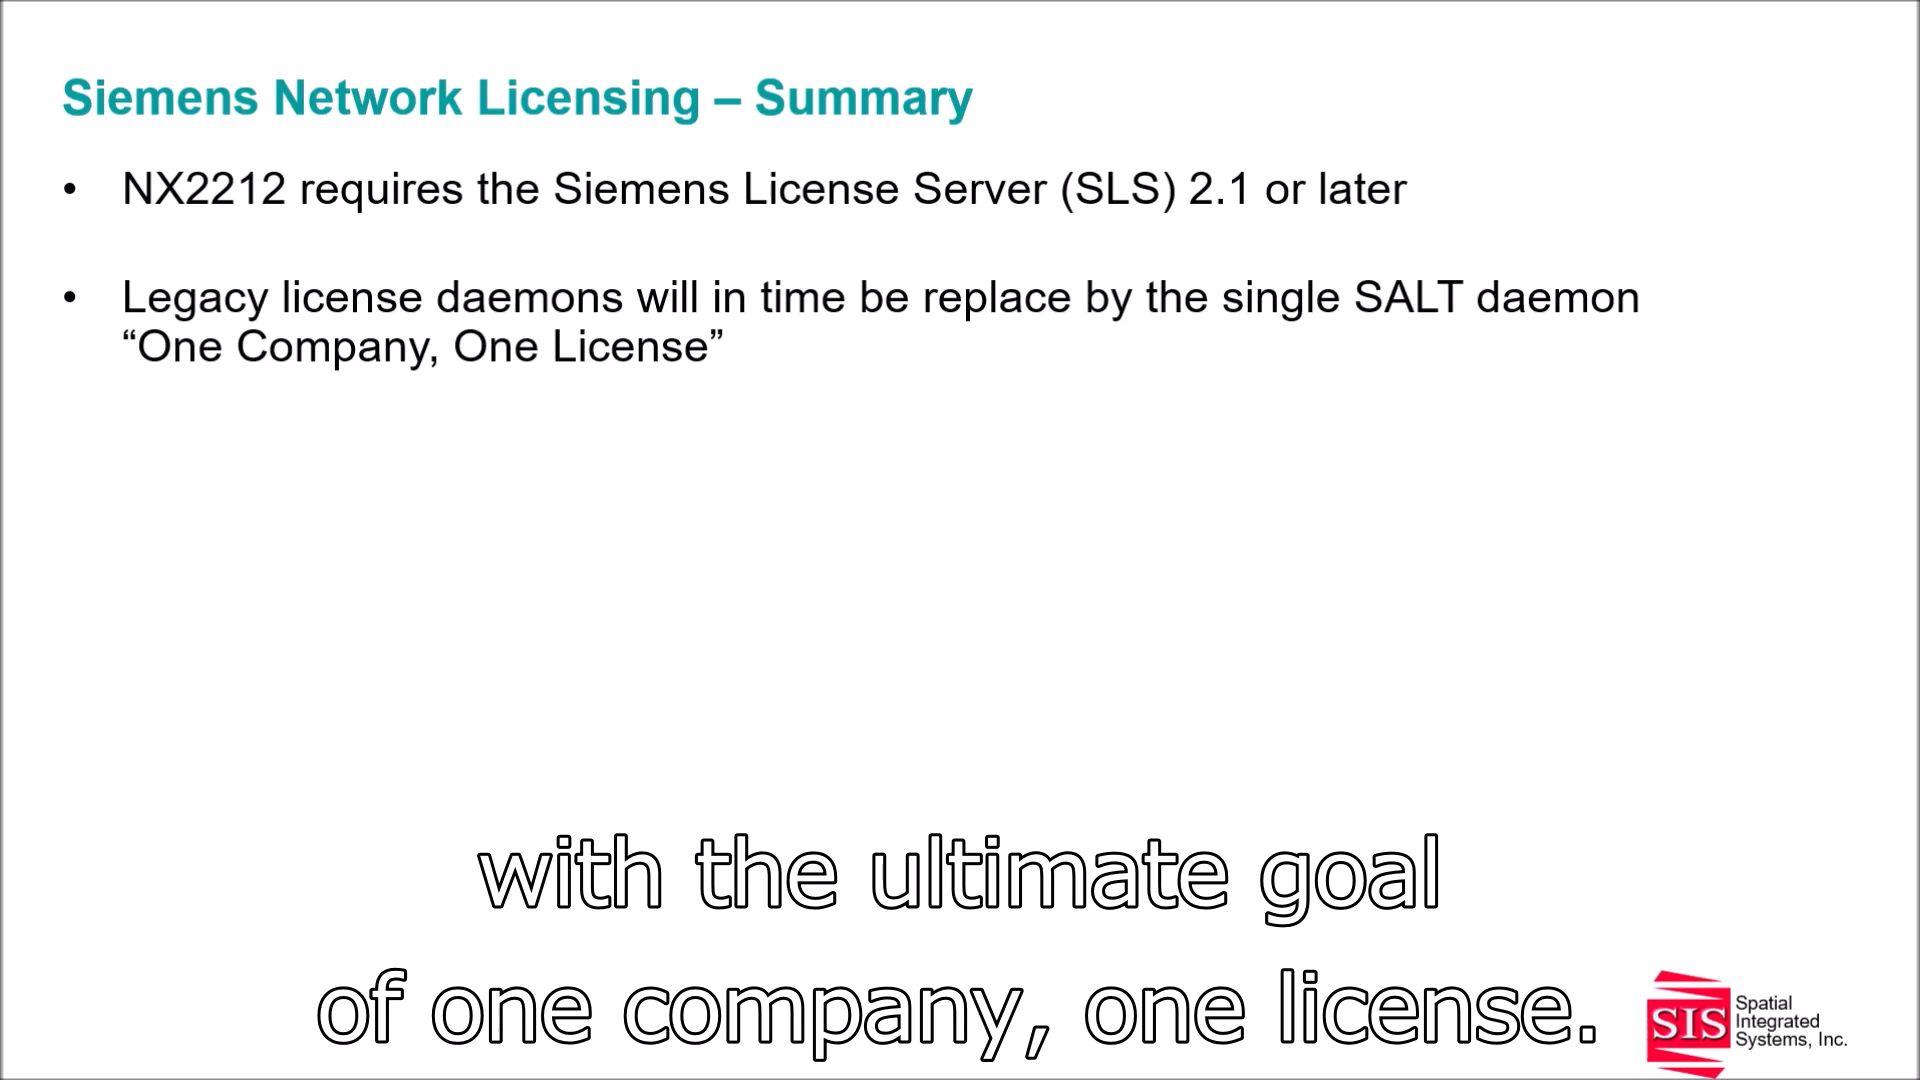 Siemens Network Licensing – Summary
• NX2212 requires the Siemens License Server (SLS) 2.1 or later
• Legacy license daemons will in time be replace by the single SALT daemon
“One Company, One License”
with the ultimate goal
of one company, one license.
SIS
Spatial
Integrated
Systems, Inc.